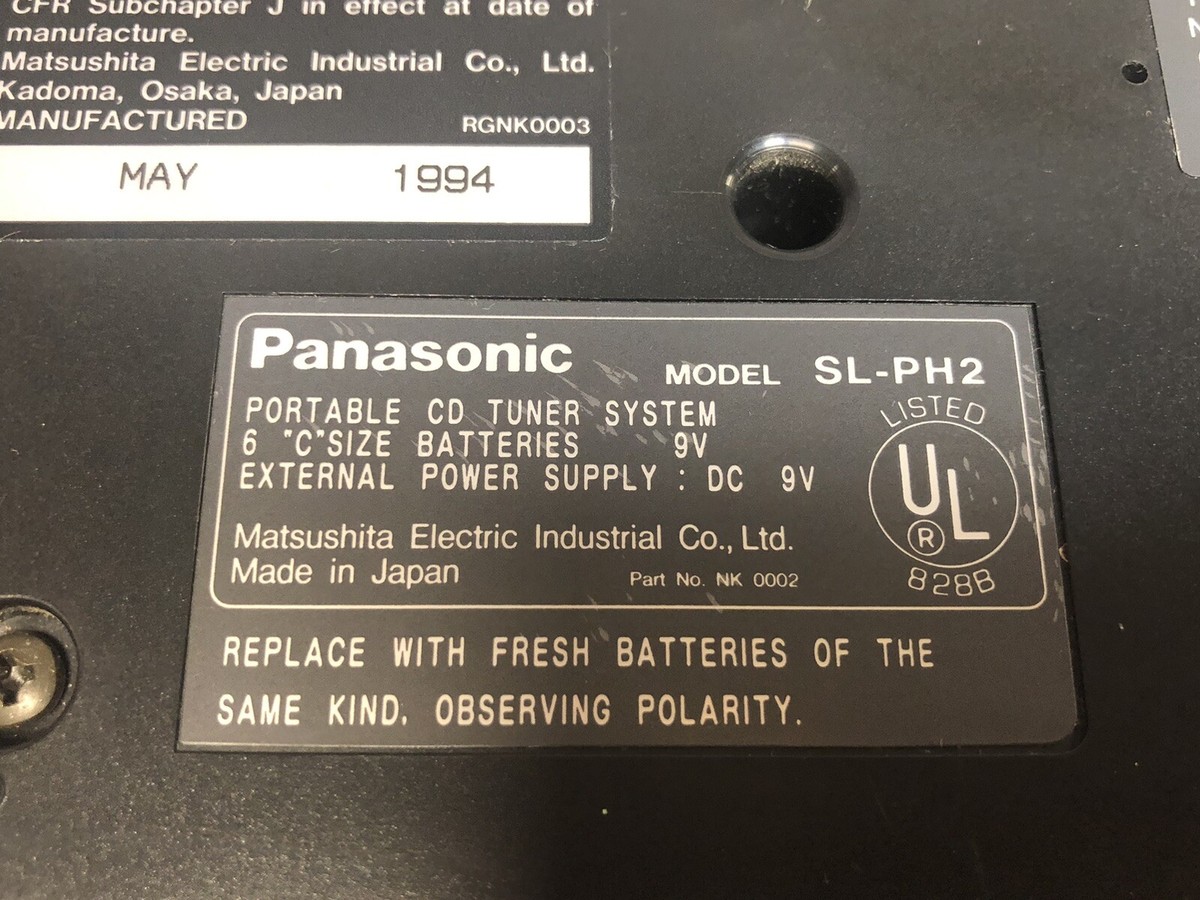 CFR Subchapter J in effect at date of
manufacture.
Matsushita Electric Industrial Co., Ltd.
Kadoma, Osaka, Japan
MANUFACTURED RGNK0003
MAY 1994
Panasonic MODEL SL-PH2
PORTABLE CD TUNER SYSTEM
6 "C"SIZE BATTERIES 9V
EXTERNAL POWER SUPPLY : DC 9V
LISTED
UL
®
828B
Matsushita Electric Industrial Co., Ltd.
Made in Japan Part No. NK 0002
REPLACE WITH FRESH BATTERIES OF THE
SAME KIND. OBSERVING POLARITY.